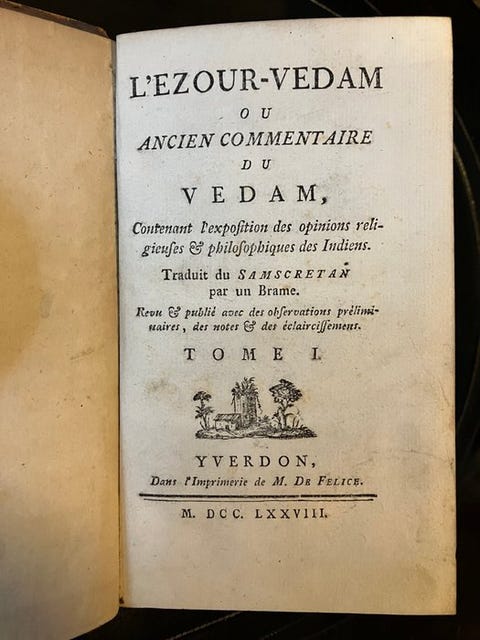 L'EZOUR-VEDAM
OU
ANCIEN COMMENTAIRE
DU
VEDAM,
Contenant l'expoſition des opinions reli-
gieuſes & philoſophiques des Indiens.
Traduit du SAMSCRETAN
par un Brame.
Revu & publié avec des obſervations prélimi-
naires, des notes & des éclairciſſemens.
TOME I.
YVERDON,
Dans l'Imprimerie de M. DE FELICE.
M. DCC. LXXVIII.